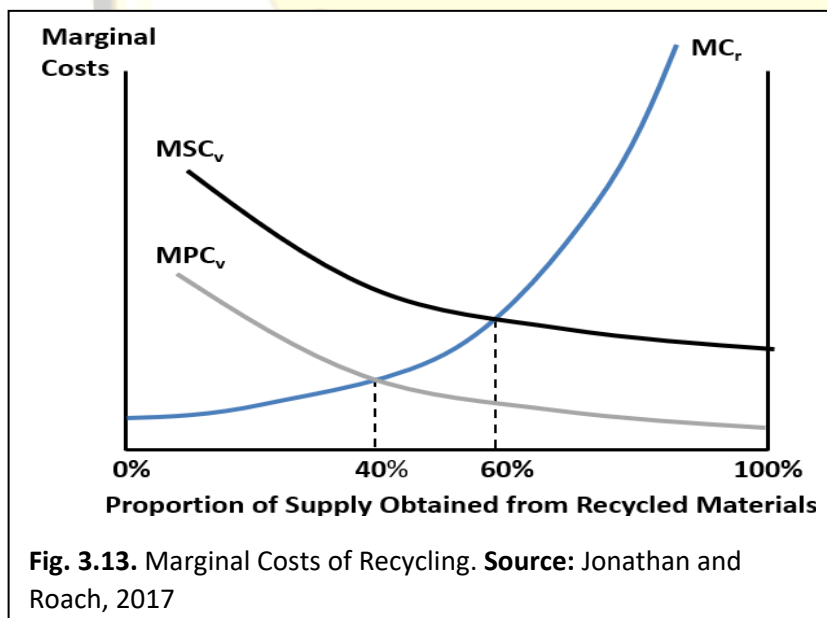 Marginal
Costs
MCr
MSCv
MPCv
0% 40% 60% 100%
Proportion of Supply Obtained from Recycled Materials
Fig. 3.13. Marginal Costs of Recycling. Source: Jonathan and
Roach, 2017